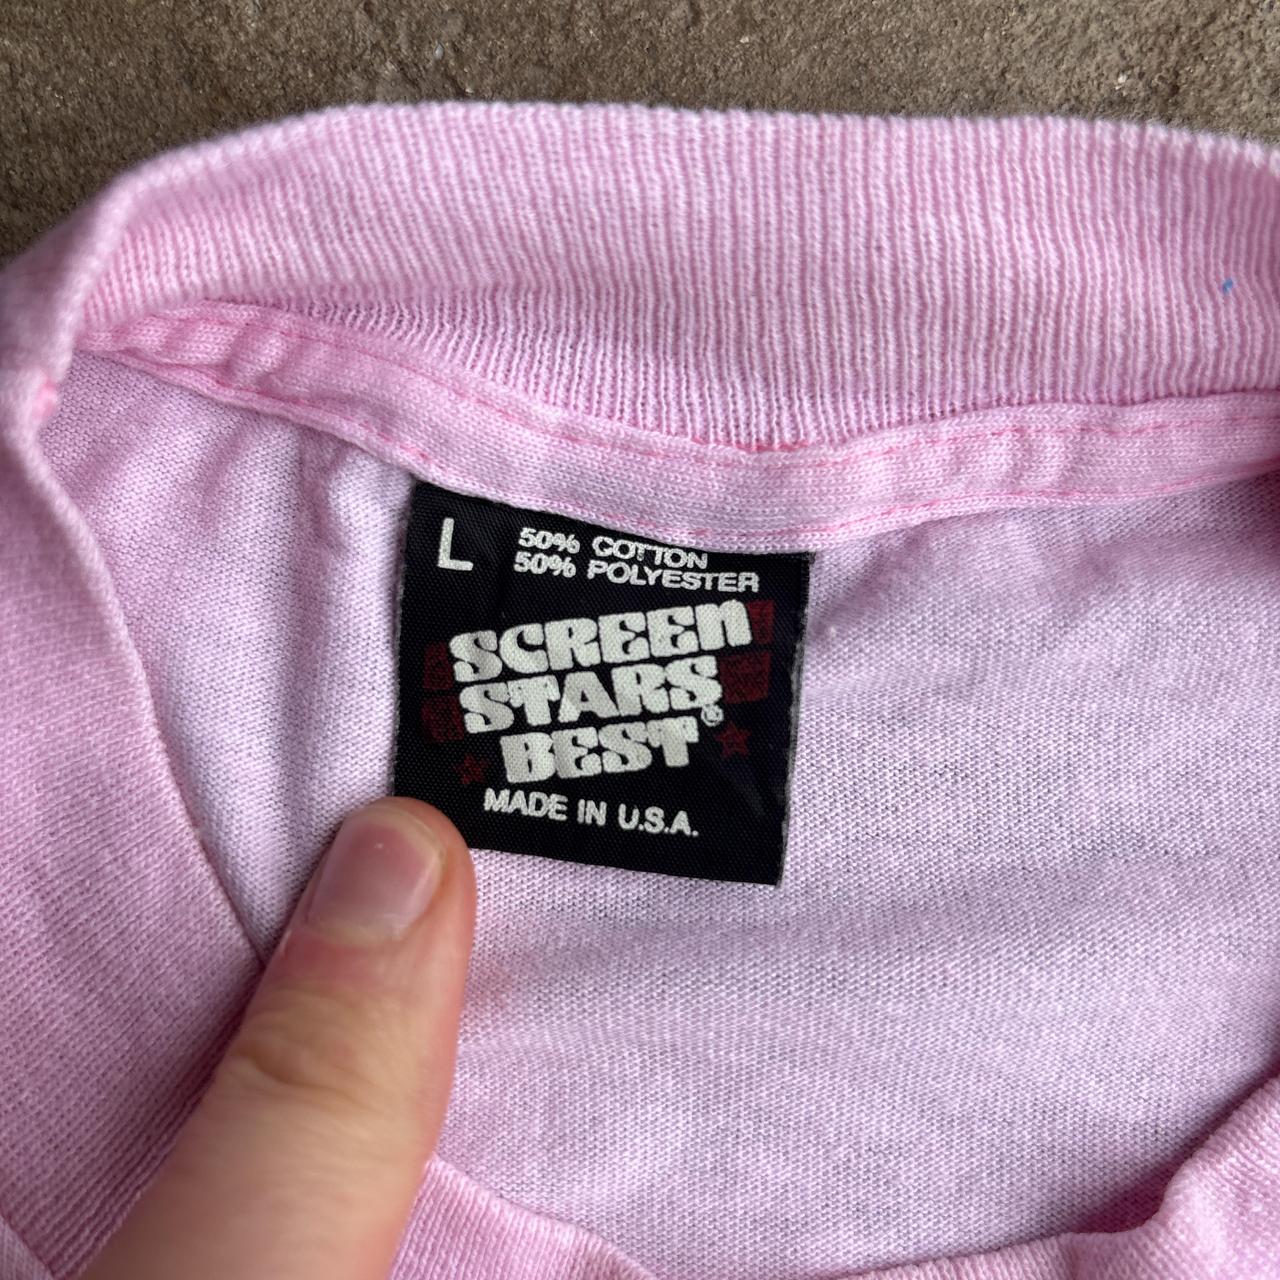 L
50% COTTON
50% POLYESTER
SCREEN
STARS
BEST®
MADE IN U.S.A.